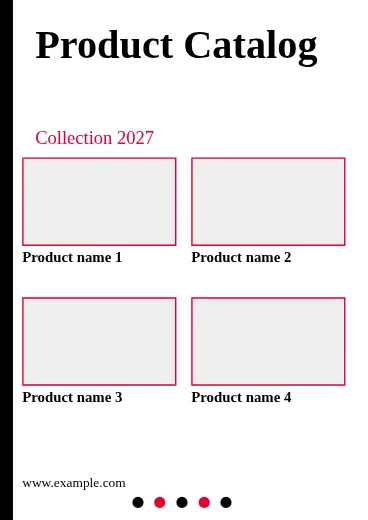 Product Catalog
Collection 2027
Product name 1
Product name 2
Product name 3
Product name 4
www.example.com